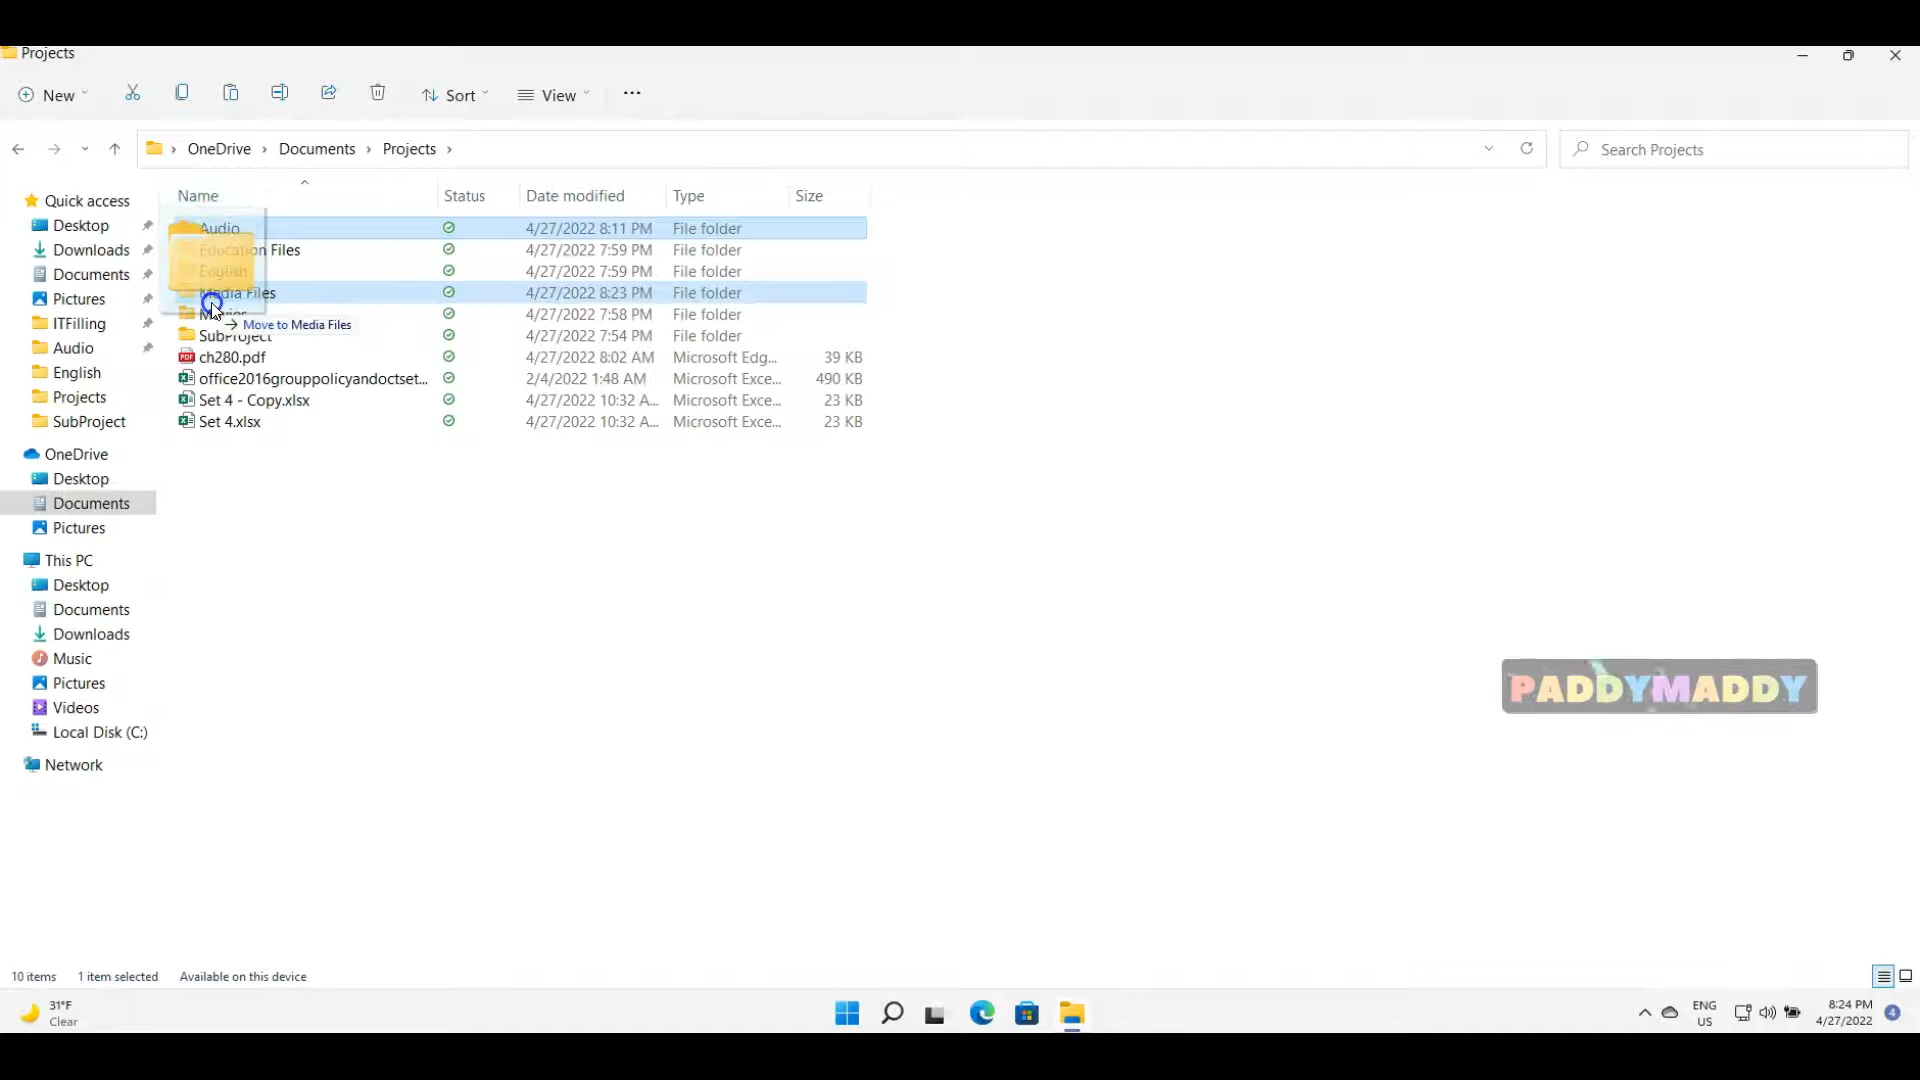 Projects
New
Sort
View
OneDrive > Documents > Projects >
Search Projects
Name Status Date modified Type Size
Audio 4/27/2022 8:11 PM File folder
Education Files 4/27/2022 7:59 PM File folder
English 4/27/2022 7:59 PM File folder
Media Files 4/27/2022 8:23 PM File folder
Movies 4/27/2022 7:58 PM File folder
Move to Media Files
SubProject 4/27/2022 7:54 PM File folder
ch280.pdf 4/27/2022 8:02 AM Microsoft Edg... 39 KB
office2016grouppolicyandoctset... 2/4/2022 1:48 AM Microsoft Exce... 490 KB
Set 4 - Copy.xlsx 4/27/2022 10:32 A... Microsoft Exce... 23 KB
Set 4.xlsx 4/27/2022 10:32 A... Microsoft Exce... 23 KB
Quick access
Desktop
Downloads
Documents
Pictures
ITFilling
Audio
English
Projects
SubProject
OneDrive
Desktop
Documents
Pictures
This PC
Desktop
Documents
Downloads
Music
Pictures
Videos
Local Disk (C:)
Network
PADDYMADDY
10 items 1 item selected Available on this device
31°F
Clear
ENG
US
8:24 PM
4/27/2022
4